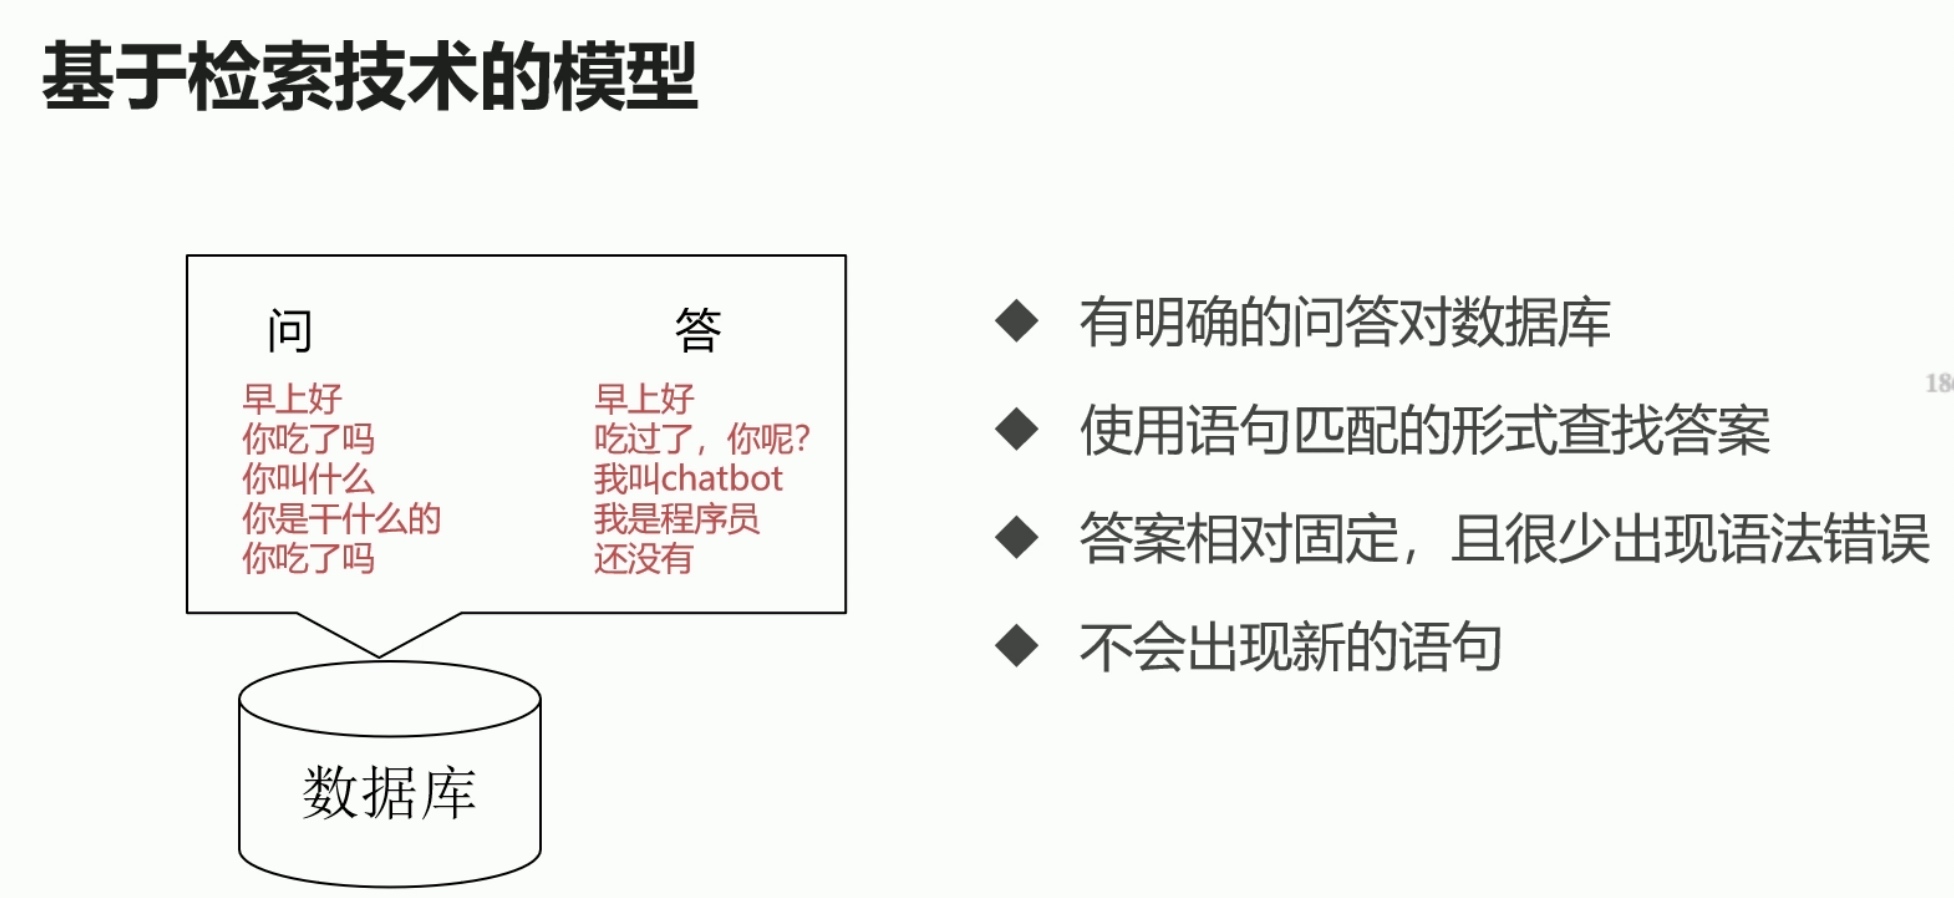 基于检索技术的模型
问 答
早上好 早上好
你吃了吗 吃过了，你呢？
你叫什么 我叫chatbot
你是干什么的 我是程序员
你吃了吗 还没有
数据库
◆ 有明确的问答对数据库
◆ 使用语句匹配的形式查找答案
◆ 答案相对固定，且很少出现语法错误
◆ 不会出现新的语句